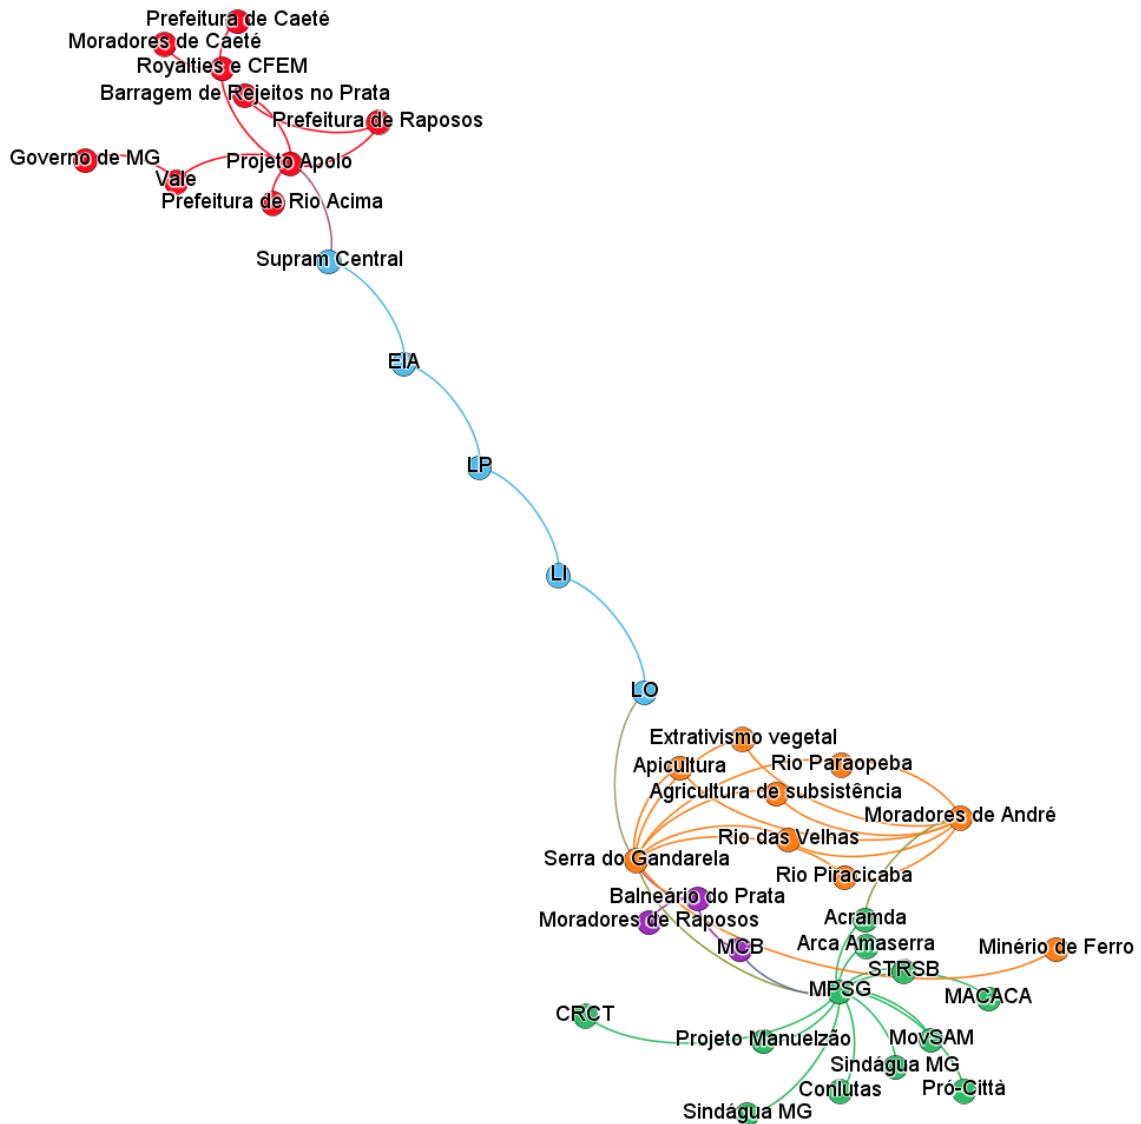 Prefeitura de Caeté
Moradores de Caeté
Royalties e CFEM
Barragem de Rejeitos no Prata
Prefeitura de Raposos
Governo de MG
Projeto Apolo
Vale
Prefeitura de Rio Acima
Supram Central
EIA
LP
LI
LO
Extrativismo vegetal
Apicultura
Rio Paraopeba
Agricultura de subsistência
Moradores de André
Rio das Velhas
Serra do Gandarela
Rio Piracicaba
Balneário do Prata
Moradores de Raposos
Acramda
Arca Amaserra
MCB
Minério de Ferro
STRSB
MPSG
MACACA
CRCT
Projeto Manuelzão
MovSAM
Sindágua MG
Conlutas
Pró-Città
Sindágua MG